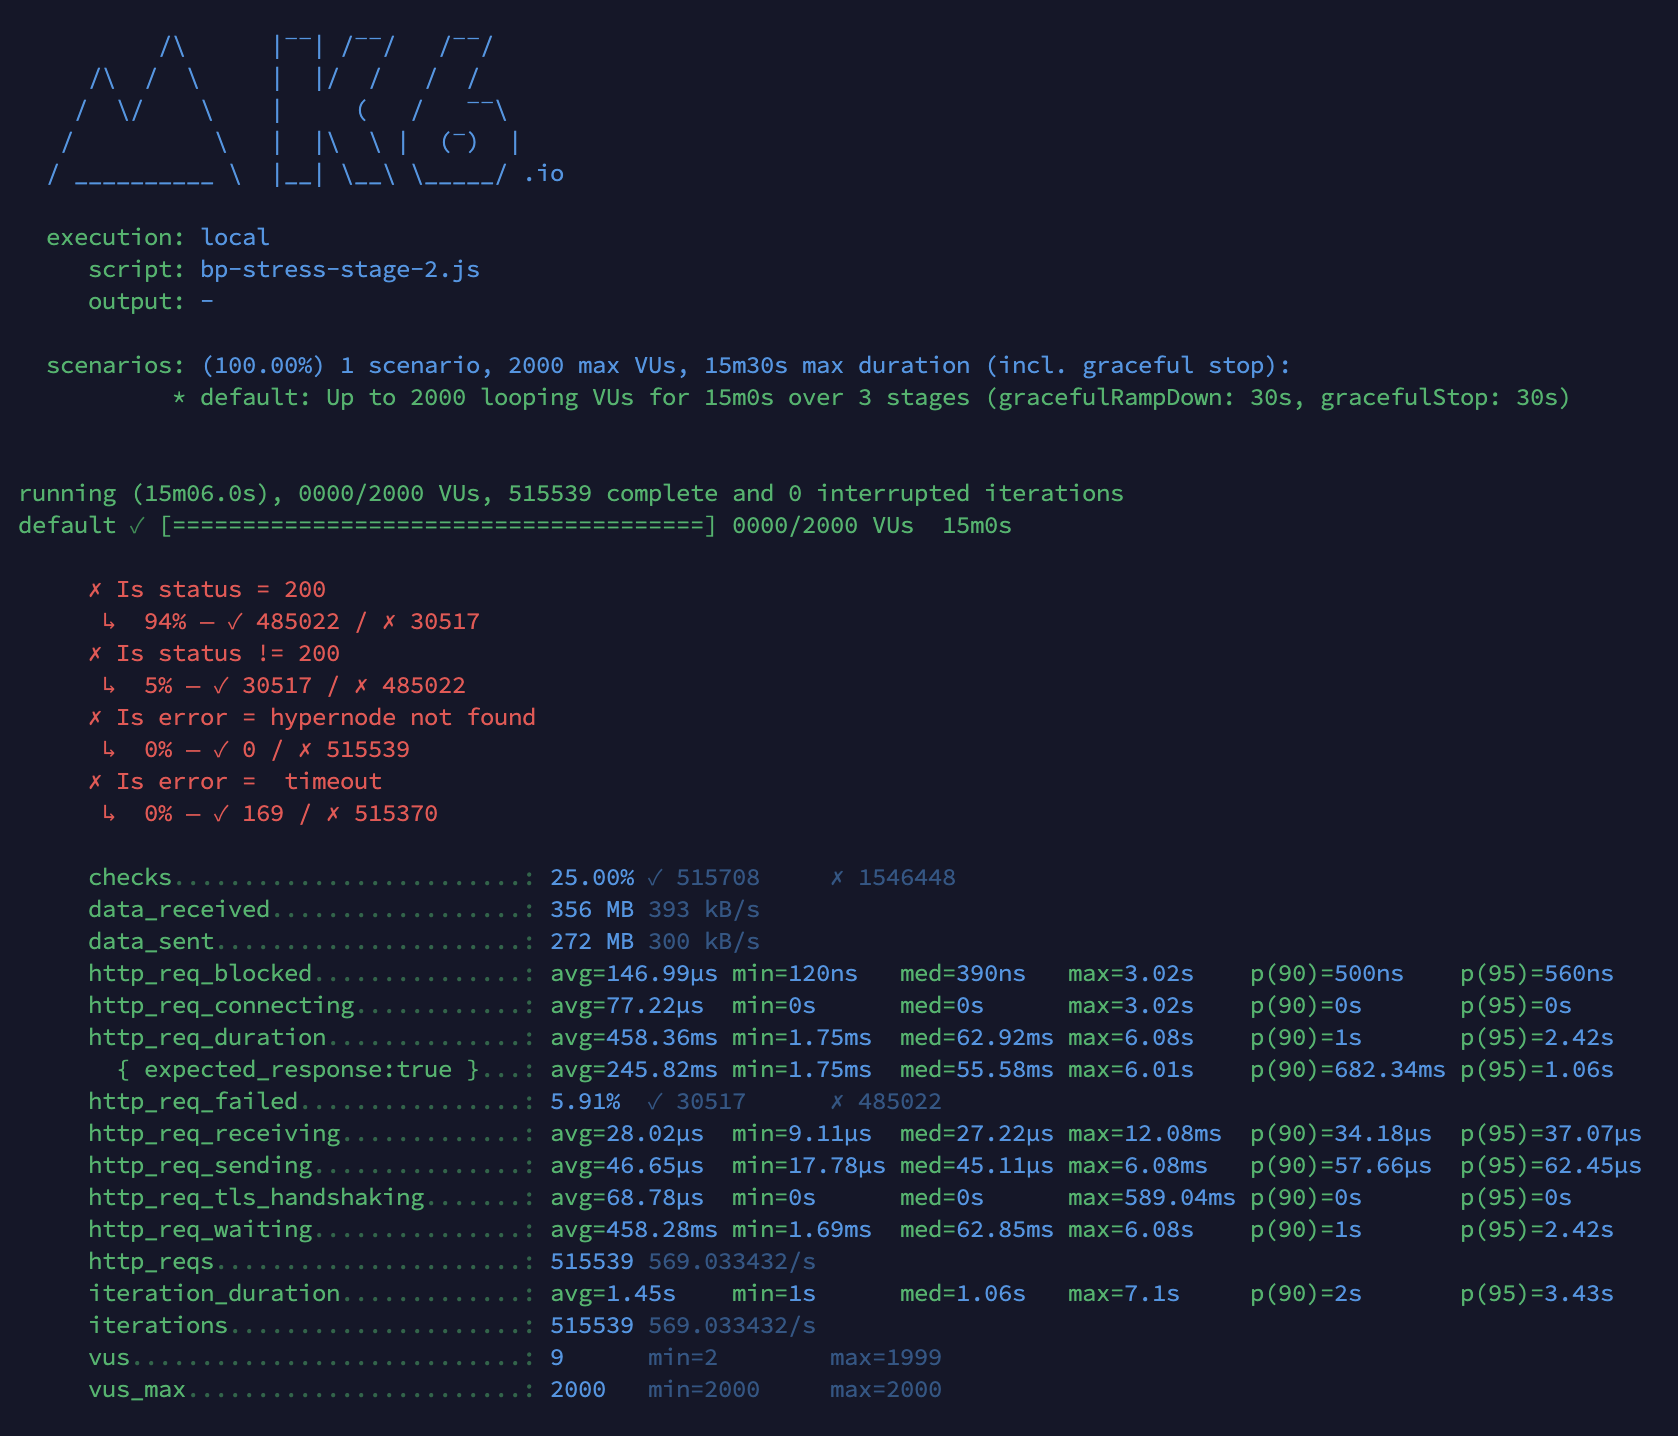 /\      |‾‾| /‾‾/   /‾‾/
    /\  /  \     |  |/  /   /  /
   /  \/    \    |     (   /   ‾‾\
  /          \   |  |\  \ |  (‾)  |
 / __________ \  |__| \__\ \_____/ .io
execution: local
script: bp-stress-stage-2.js
output: -
scenarios: (100.00%) 1 scenario, 2000 max VUs, 15m30s max duration (incl. graceful stop):
* default: Up to 2000 looping VUs for 15m0s over 3 stages (gracefulRampDown: 30s, gracefulStop: 30s)
running (15m06.0s), 0000/2000 VUs, 515539 complete and 0 interrupted iterations
default ✓ [======================================] 0000/2000 VUs  15m0s
✗ Is status = 200
↳  94% — ✓ 485022 / ✗ 30517
✗ Is status != 200
↳  5% — ✓ 30517 / ✗ 485022
✗ Is error = hypernode not found
↳  0% — ✓ 0 / ✗ 515539
✗ Is error =  timeout
↳  0% — ✓ 169 / ✗ 515370
checks.........................: 25.00% ✓ 515708     ✗ 1546448
data_received..................: 356 MB 393 kB/s
data_sent......................: 272 MB 300 kB/s
http_req_blocked...............: avg=146.99µs min=120ns   med=390ns   max=3.02s    p(90)=500ns    p(95)=560ns
http_req_connecting............: avg=77.22µs  min=0s      med=0s      max=3.02s    p(90)=0s       p(95)=0s
http_req_duration..............: avg=458.36ms min=1.75ms  med=62.92ms max=6.08s    p(90)=1s       p(95)=2.42s
{ expected_response:true }...: avg=245.82ms min=1.75ms  med=55.58ms max=6.01s    p(90)=682.34ms p(95)=1.06s
http_req_failed................: 5.91%  ✓ 30517      ✗ 485022
http_req_receiving.............: avg=28.02µs  min=9.11µs  med=27.22µs max=12.08ms  p(90)=34.18µs  p(95)=37.07µs
http_req_sending...............: avg=46.65µs  min=17.78µs med=45.11µs max=6.08ms   p(90)=57.66µs  p(95)=62.45µs
http_req_tls_handshaking.......: avg=68.78µs  min=0s      med=0s      max=589.04ms p(90)=0s       p(95)=0s
http_req_waiting...............: avg=458.28ms min=1.69ms  med=62.85ms max=6.08s    p(90)=1s       p(95)=2.42s
http_reqs......................: 515539 569.033432/s
iteration_duration.............: avg=1.45s    min=1s      med=1.06s   max=7.1s     p(90)=2s       p(95)=3.43s
iterations.....................: 515539 569.033432/s
vus............................: 9      min=2        max=1999
vus_max........................: 2000   min=2000     max=2000